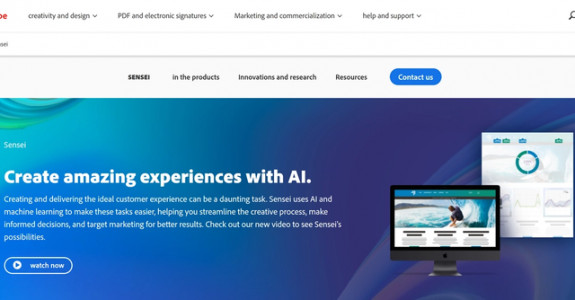 creativity and design PDF and electronic signatures Marketing and commercialization help and support
SENSEI in the products Innovations and research Resources Contact us
Sensei
Create amazing experiences with AI.
Creating and delivering the ideal customer experience can be a daunting task. Sensei uses AI and
machine learning to make these tasks easier, helping you streamline the creative process, make
informed decisions, and target marketing for better results. Check out our new video to see Sensei's
possibilities.
watch now